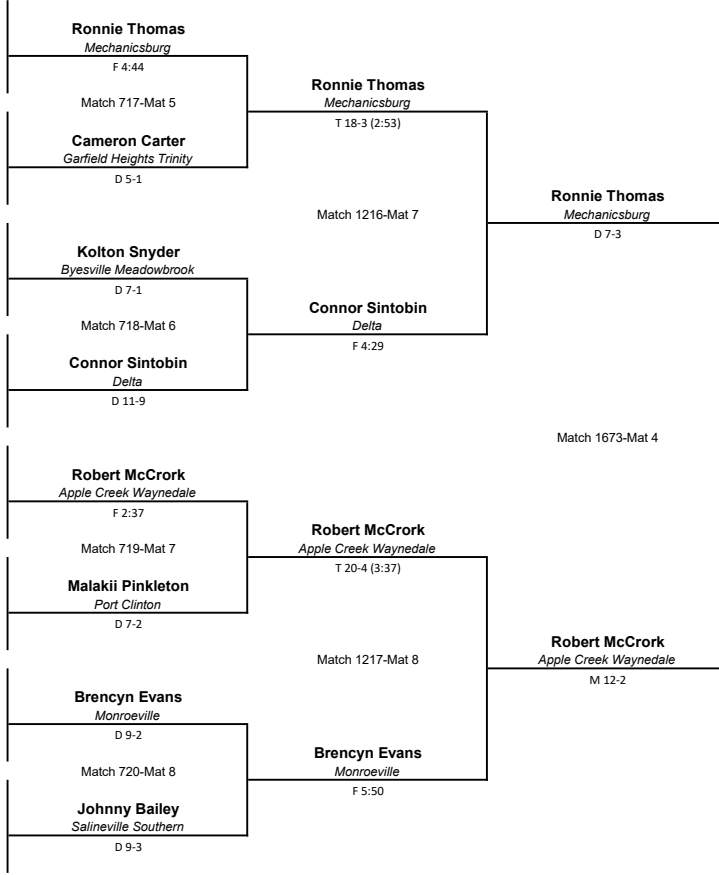 Ronnie Thomas
Mechanicsburg
F 4:44
Match 717-Mat 5
Cameron Carter
Garfield Heights Trinity
D 5-1
Kolton Snyder
Byesville Meadowbrook
D 7-1
Match 718-Mat 6
Connor Sintobin
Delta
D 11-9
Robert McCrork
Apple Creek Waynedale
F 2:37
Match 719-Mat 7
Malakii Pinkleton
Port Clinton
D 7-2
Brencyn Evans
Monroeville
D 9-2
Match 720-Mat 8
Johnny Bailey
Salineville Southern
D 9-3
Ronnie Thomas
Mechanicsburg
T 18-3 (2:53)
Match 1216-Mat 7
Connor Sintobin
Delta
F 4:29
Robert McCrork
Apple Creek Waynedale
T 20-4 (3:37)
Match 1217-Mat 8
Brencyn Evans
Monroeville
F 5:50
Ronnie Thomas
Mechanicsburg
D 7-3
Match 1673-Mat 4
Robert McCrork
Apple Creek Waynedale
M 12-2